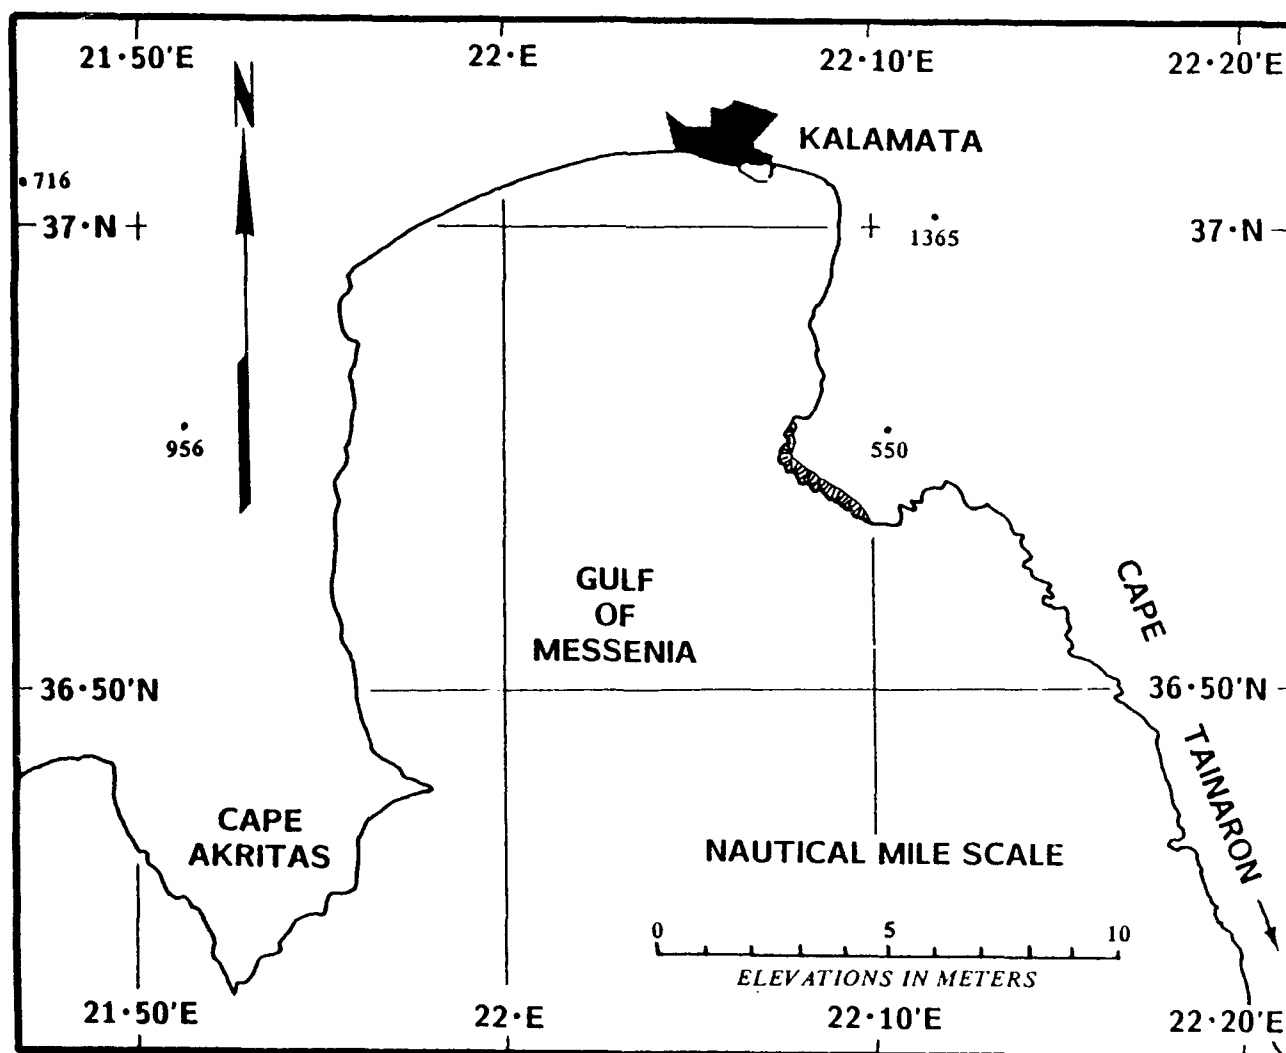 21•50'E
22•E
22•10'E
22•20'E
N
KALAMATA
•716
37•N
1365
37•N
956
550
GULF
OF
MESSENIA
CAPE
TAINARON
36•50'N
36•50'N
CAPE
AKRITAS
NAUTICAL MILE SCALE
0 5 10
ELEVATIONS IN METERS
21•50'E
22•E
22•10'E
22•20'E